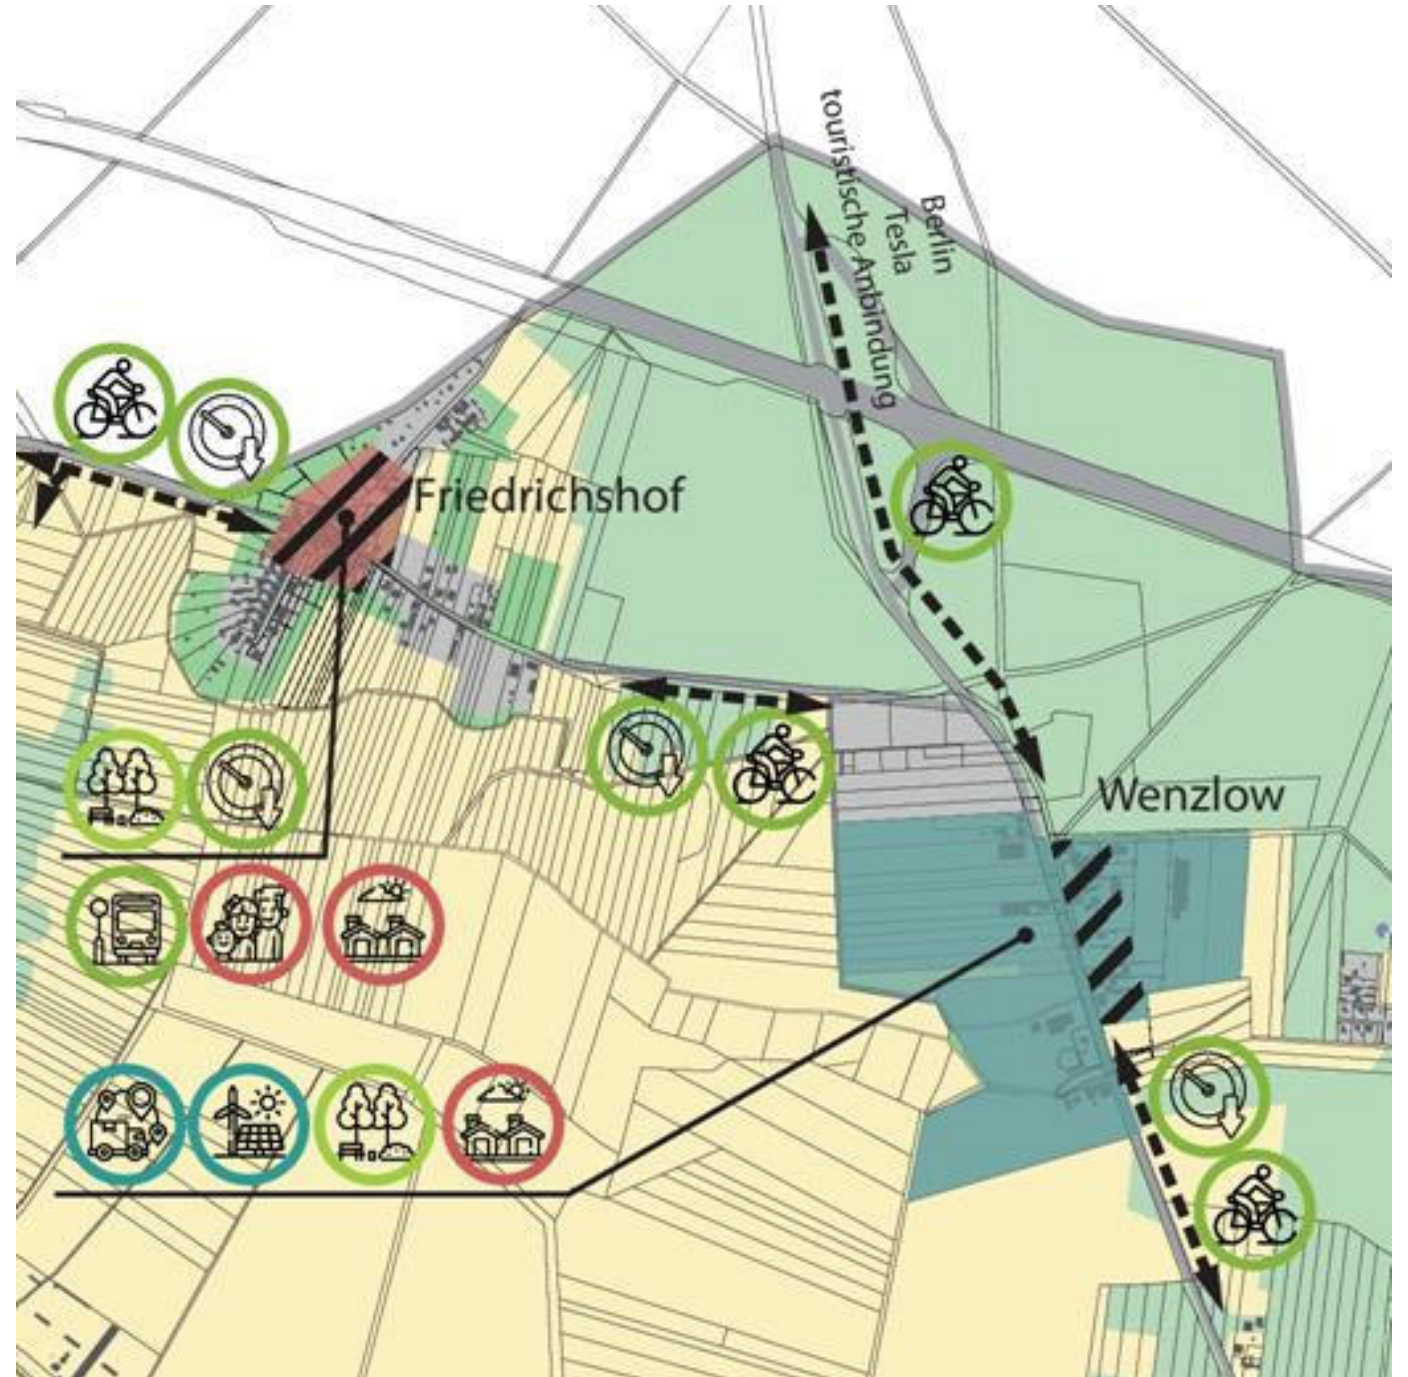 Berlin
Tesla
touristische Anbindung
Friedrichshof
Wenzlow